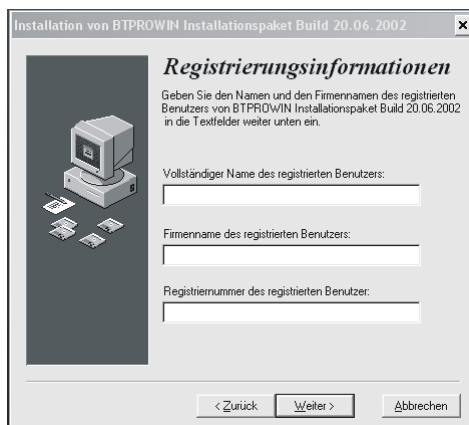 Installation von BTPROWIN Installationspaket Build 20.06.2002
Registrierungsinformationen
Geben Sie den Namen und den Firmennamen des registrierten
Benutzers von BTPROWIN Installationspaket Build 20.06.2002
in die Textfelder weiter unten ein.
Vollständiger Name des registrierten Benutzers:
Firmenname des registrierten Benutzers:
Registriernummer des registrierten Benutzer:
< Zurück Weiter > Abbrechen